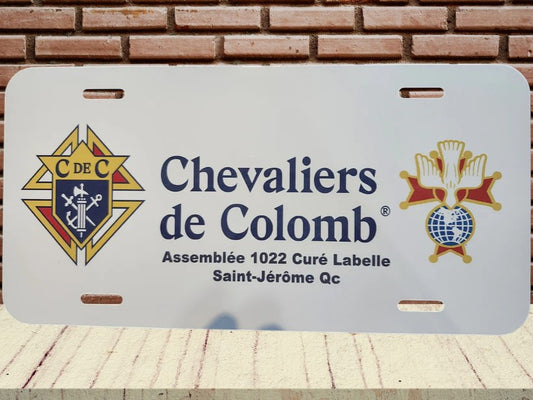 C DE C
Chevaliers
de Colomb®
Assemblée 1022 Curé Labelle
Saint-Jérôme Qc